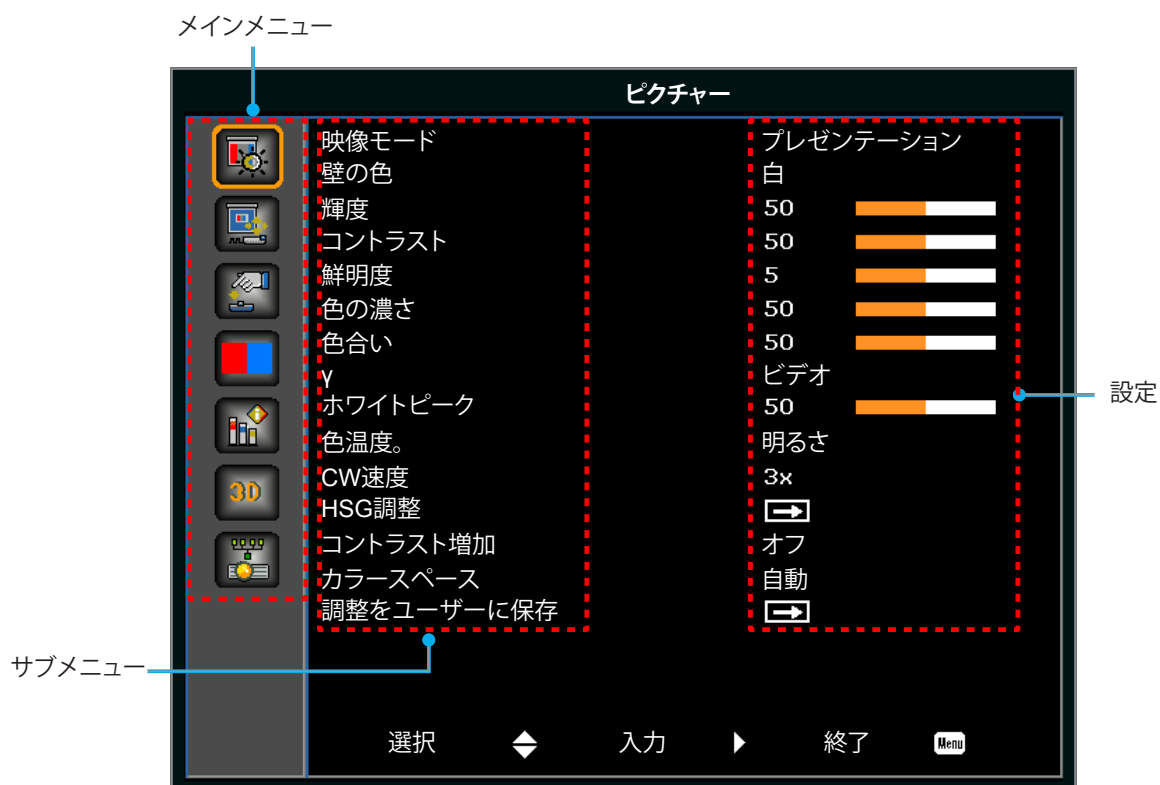 メインメニュー
ピクチャー
映像モード プレゼンテーション
壁の色 白
輝度 50
コントラスト 50
鮮明度 5
色の濃さ 50
色合い 50
γ ビデオ
ホワイトピーク 50
設定
色温度。 明るさ
CW速度 3x
3D
HSG調整
コントラスト増加 オフ
カラースペース 自動
調整をユーザーに保存
サブメニュー
選択 入力 終了 Menu